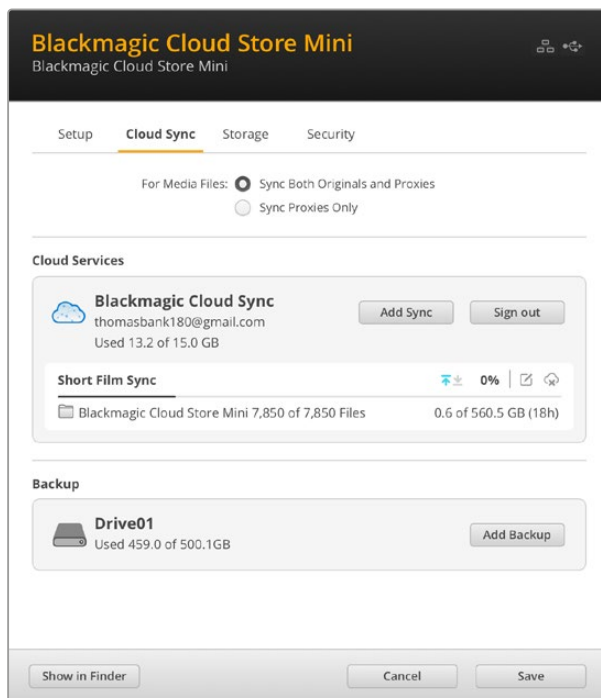 Blackmagic Cloud Store Mini
Blackmagic Cloud Store Mini
Setup Cloud Sync Storage Security
For Media Files: Sync Both Originals and Proxies
Sync Proxies Only
Cloud Services
Blackmagic Cloud Sync
thomasbank180@gmail.com
Used 13.2 of 15.0 GB
Add Sync Sign out
Short Film Sync 0%
Blackmagic Cloud Store Mini 7,850 of 7,850 Files 0.6 of 560.5 GB (18h)
Backup
Drive01
Used 459.0 of 500.1GB
Add Backup
Show in Finder Cancel Save